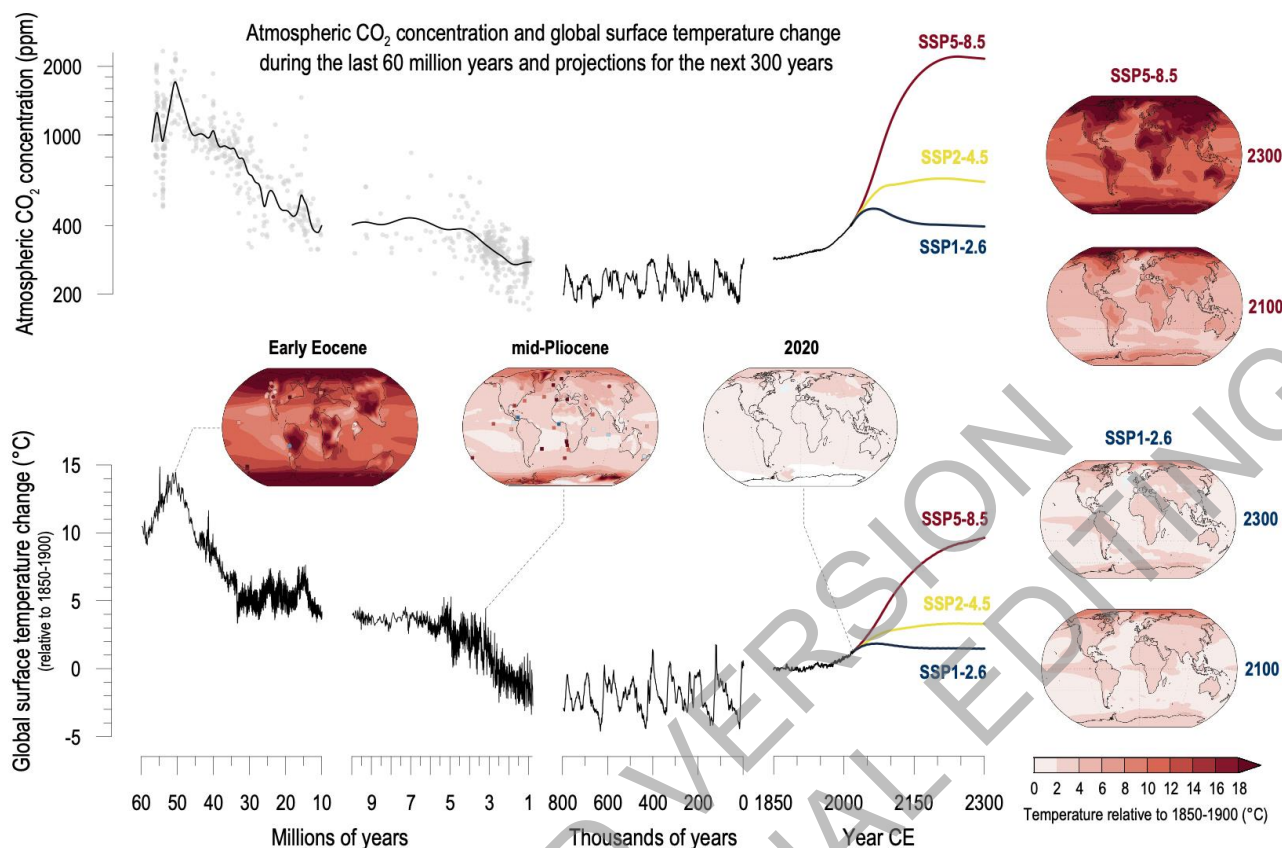 Atmospheric CO₂ concentration and global surface temperature change
during the last 60 million years and projections for the next 300 years
Atmospheric CO₂ concentration (ppm)
2000
1000
400
200
SSP5-8.5
SSP2-4.5
SSP1-2.6
SSP5-8.5
2300
2100
Early Eocene
mid-Pliocene
2020
Global surface temperature change (°C)
(relative to 1850-1900)
15
10
5
0
-5
SSP5-8.5
SSP2-4.5
SSP1-2.6
SSP1-2.6
2300
2100
60 50 40 30 20 10
9 7 5 3 1
800 600 400 200 0
1850 2000 2150 2300
Millions of years
Thousands of years
Year CE
0 2 4 6 8 10 12 14 16 18
Temperature relative to 1850-1900 (°C)
VERSION
EDITING